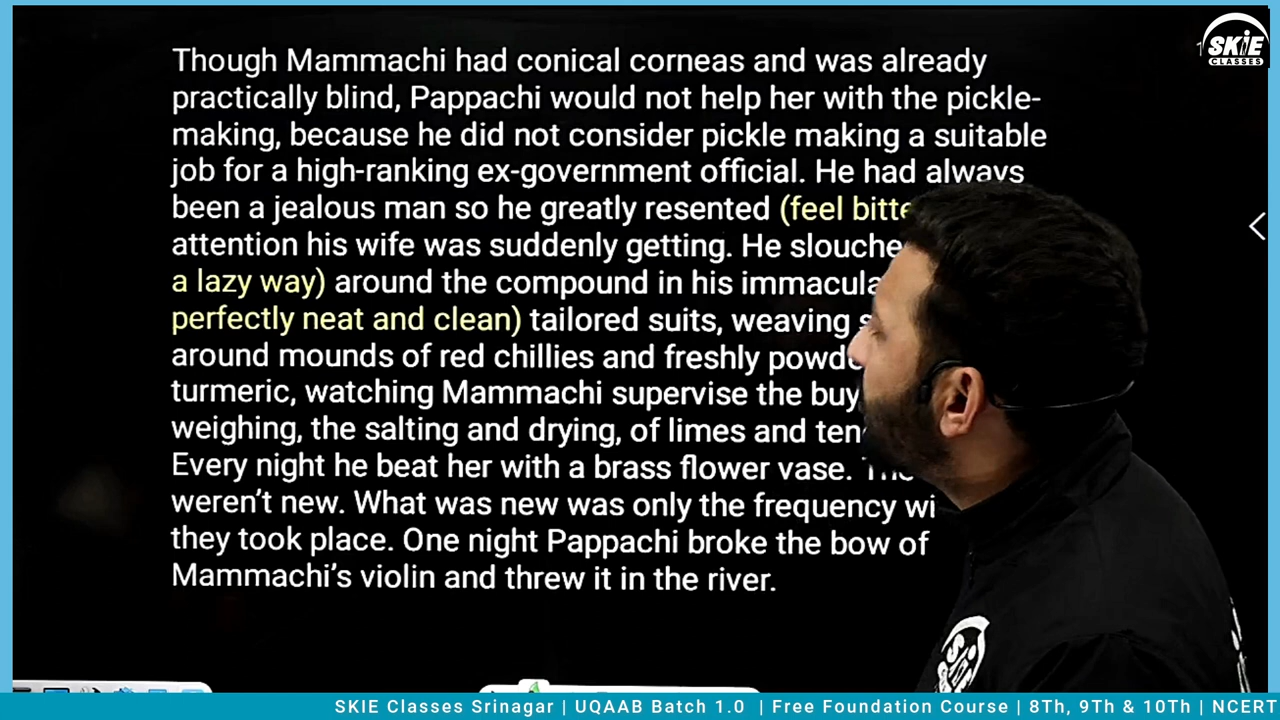 SKiE
CLASSES
Though Mammachi had conical corneas and was already
practically blind, Pappachi would not help her with the pickle-
making, because he did not consider pickle making a suitable
job for a high-ranking ex-government official. He had always
been a jealous man so he greatly resented (feel
attention his wife was suddenly getting. He
a lazy way) around the compound in his
perfectly neat and clean) tailored suits, weaving
around mounds of red chillies and freshly
turmeric, watching Mammachi supervise the
weighing, the salting and drying, of limes and
Every night he beat her with a brass flower vase.
weren't new. What was new was only the frequency
they took place. One night Pappachi broke the bow of
Mammachi's violin and threw it in the river.
SKIE Classes Srinagar | UQAAB Batch 1.0 | Free Foundation Course | 8Th, 9Th & 10Th | NCERT